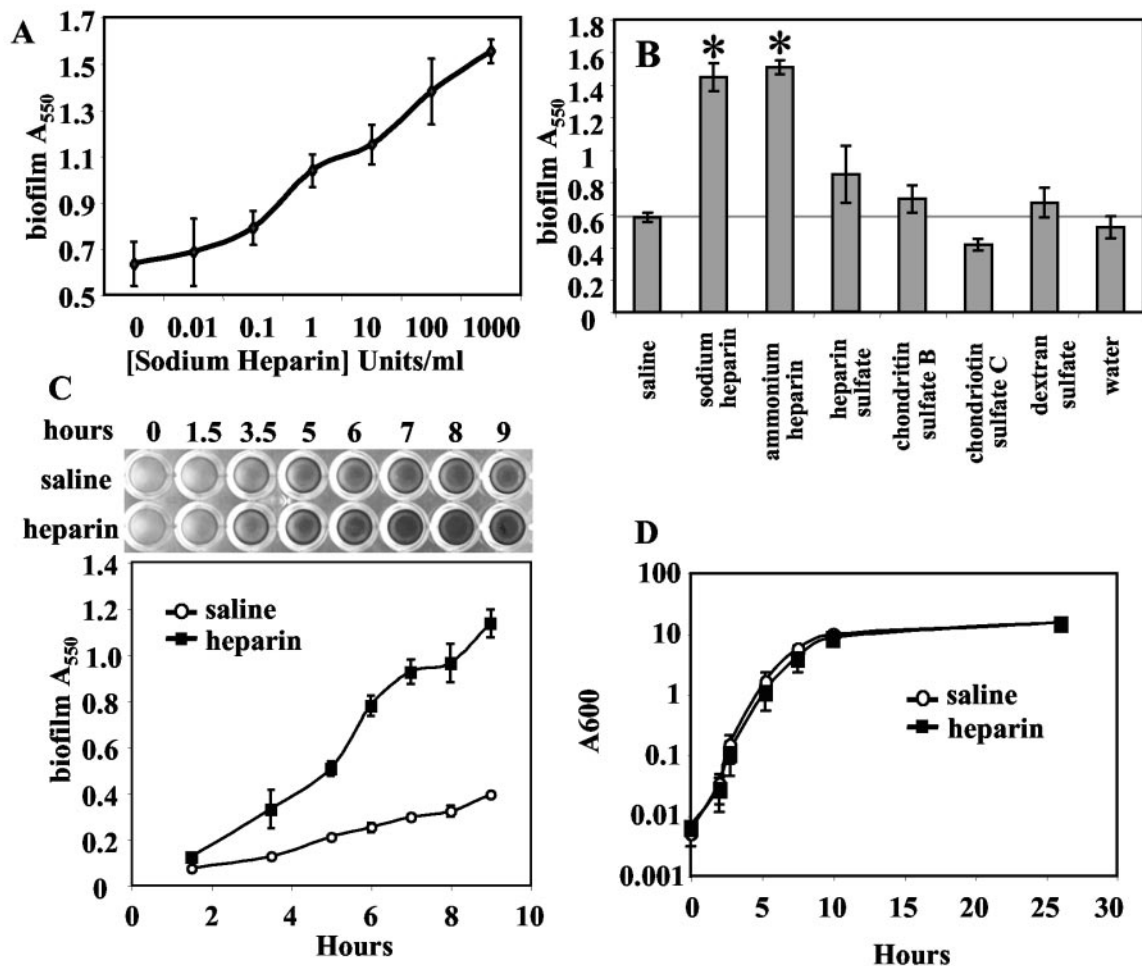 A
biofilm A550
1.7
1.5
1.3
1.1
0.9
0.7
0.5
0 0.01 0.1 1 10 100 1000
[Sodium Heparin] Units/ml
B
biofilm A550
1.8
1.6
1.4
1.2
1
0.8
0.6
0.4
0.2
0
* *
saline
sodium
heparin
ammonium
heparin
heparin
sulfate
chondritin
sulfate B
chondriotin
sulfate C
dextran
sulfate
water
C
hours 0 1.5 3.5 5 6 7 8 9
saline
heparin
biofilm A550
1.4
1.2
1.0
0.8
0.6
0.4
0.2
0
saline
heparin
0 2 4 6 8 10
Hours
D
A600
100
10
1
0.1
0.01
0.001
saline
heparin
0 5 10 15 20 25 30
Hours